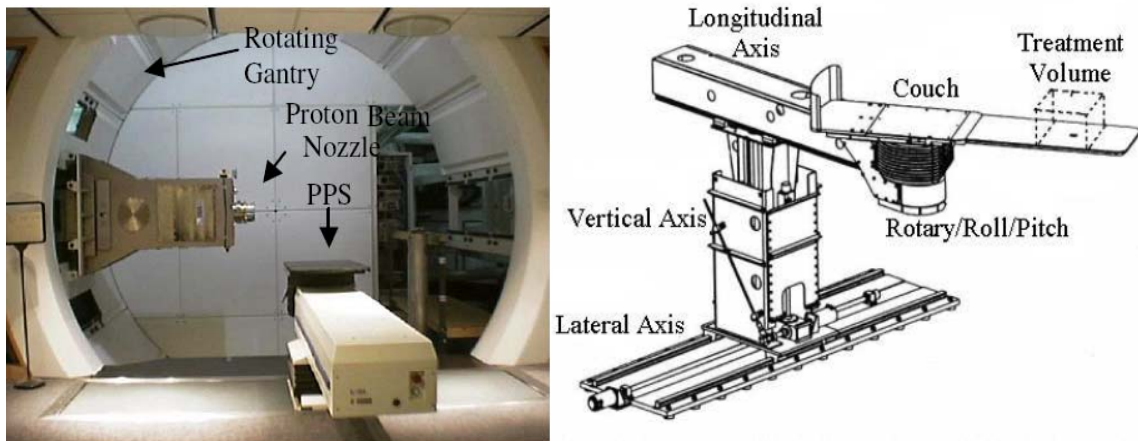 Rotating
Gantry
Proton Beam
Nozzle
PPS
Longitudinal
Axis
Treatment
Volume
Couch
Vertical Axis
Rotary/Roll/Pitch
Lateral Axis